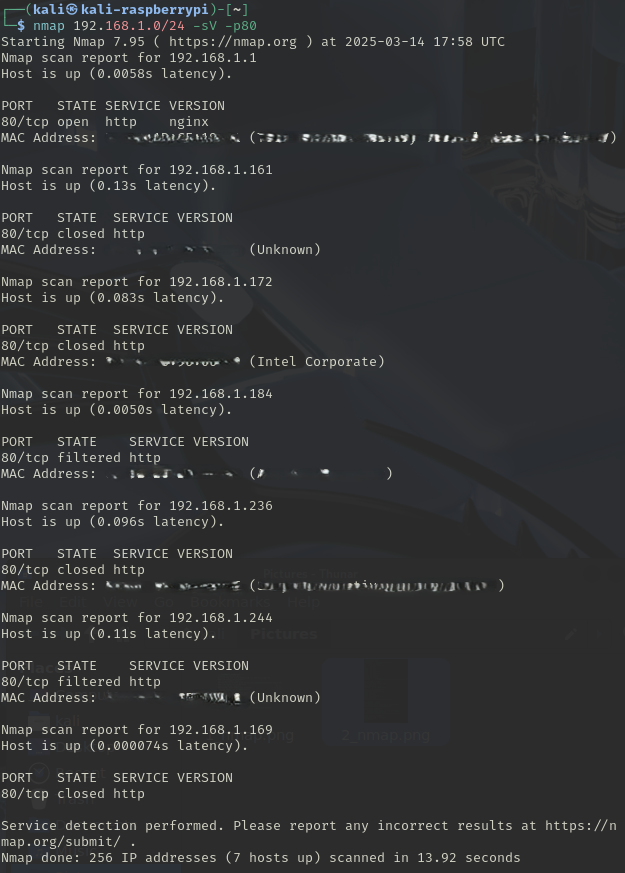 ┌──(kali㉿kali-raspberrypi)-[~]
└─$ nmap 192.168.1.0/24 -sV -p80
Starting Nmap 7.95 ( https://nmap.org ) at 2025-03-14 17:58 UTC
Nmap scan report for 192.168.1.1
Host is up (0.0058s latency).
PORT   STATE SERVICE VERSION
80/tcp open  http    nginx
MAC Address:
Nmap scan report for 192.168.1.161
Host is up (0.13s latency).
PORT   STATE  SERVICE VERSION
80/tcp closed http
MAC Address: (Unknown)
Nmap scan report for 192.168.1.172
Host is up (0.083s latency).
PORT   STATE  SERVICE VERSION
80/tcp closed http
MAC Address: (Intel Corporate)
Nmap scan report for 192.168.1.184
Host is up (0.0050s latency).
PORT   STATE    SERVICE VERSION
80/tcp filtered http
MAC Address:
Nmap scan report for 192.168.1.236
Host is up (0.096s latency).
PORT   STATE  SERVICE VERSION
80/tcp closed http
MAC Address:
Nmap scan report for 192.168.1.244
Host is up (0.11s latency).
PORT   STATE    SERVICE VERSION
80/tcp filtered http
MAC Address: (Unknown)
Nmap scan report for 192.168.1.169
Host is up (0.000074s latency).
PORT   STATE  SERVICE VERSION
80/tcp closed http
Service detection performed. Please report any incorrect results at https://n
map.org/submit/ .
Nmap done: 256 IP addresses (7 hosts up) scanned in 13.92 seconds